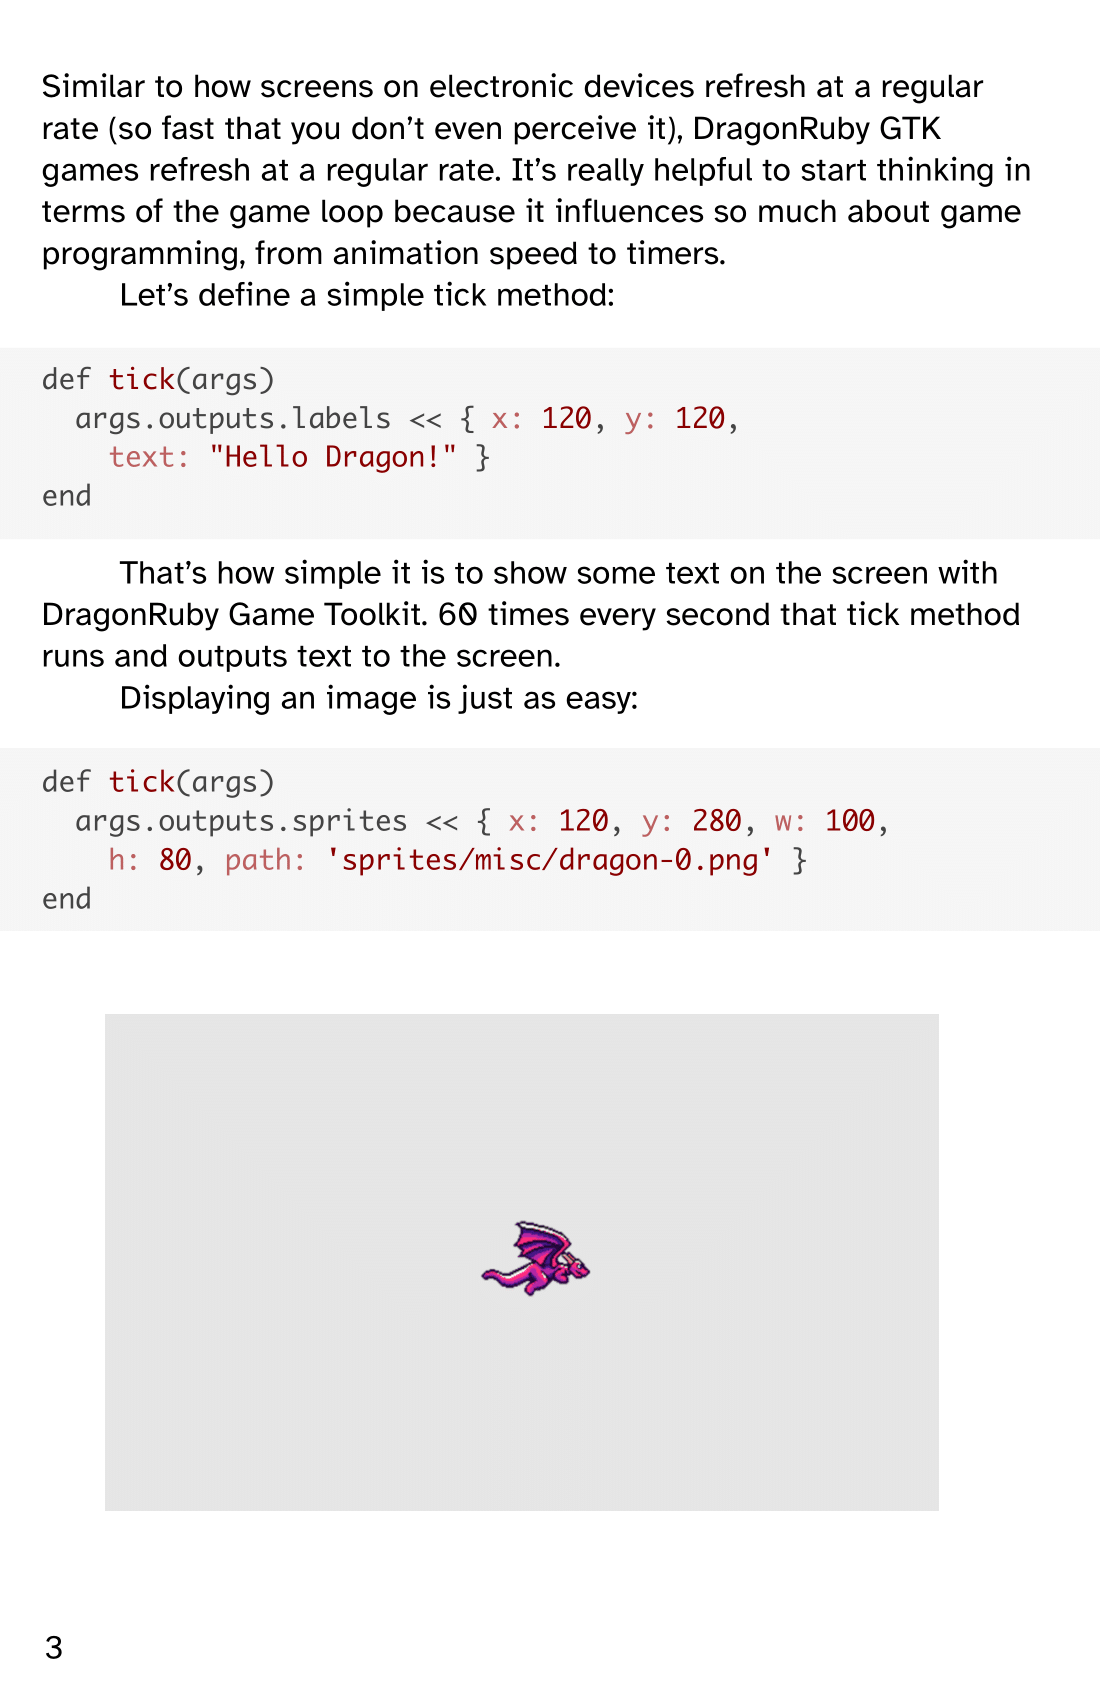 Similar to how screens on electronic devices refresh at a regular
rate (so fast that you don’t even perceive it), DragonRuby GTK
games refresh at a regular rate. It’s really helpful to start thinking in
terms of the game loop because it influences so much about game
programming, from animation speed to timers.
Let’s define a simple tick method:
def tick(args)
  args.outputs.labels << { x: 120, y: 120,
    text: "Hello Dragon!" }
end
That’s how simple it is to show some text on the screen with
DragonRuby Game Toolkit. 60 times every second that tick method
runs and outputs text to the screen.
Displaying an image is just as easy:
def tick(args)
  args.outputs.sprites << { x: 120, y: 280, w: 100,
    h: 80, path: 'sprites/misc/dragon-0.png' }
end
3